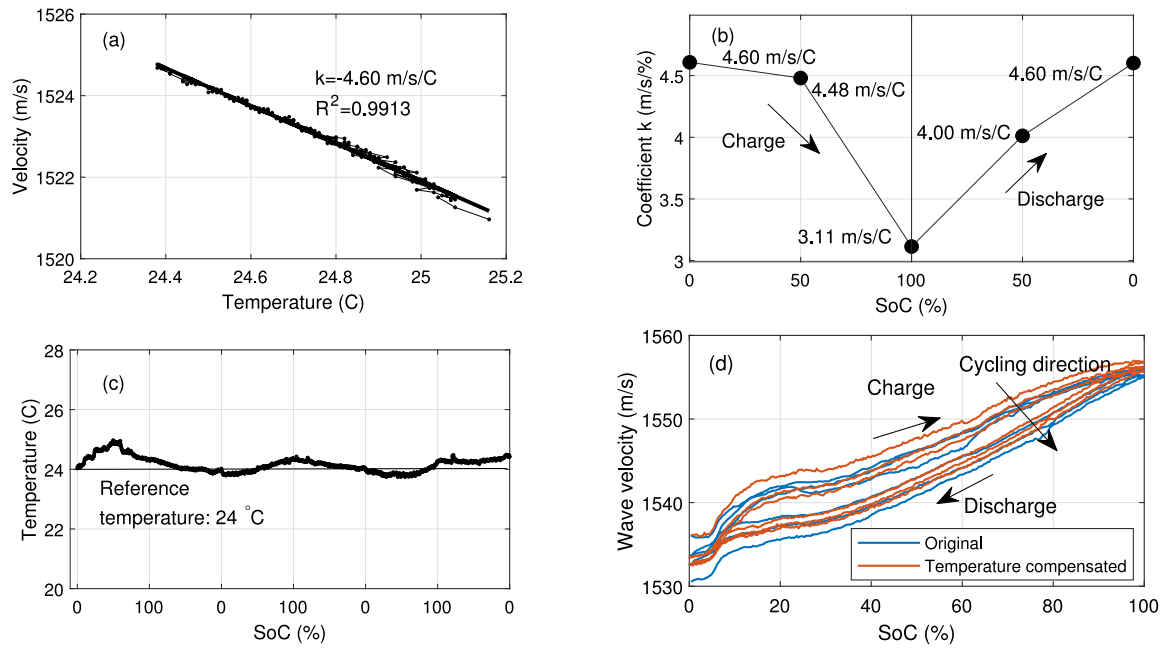 (a)
k=-4.60 m/s/C
R²=0.9913
1526
1524
1522
1520
24.2
24.4
24.6
24.8
25
25.2
Velocity (m/s)
Temperature (C)
(b)
4.60 m/s/C
4.48 m/s/C
Charge
3.11 m/s/C
4.00 m/s/C
4.60 m/s/C
Discharge
4.5
4
3.5
3
0
50
100
50
0
Coefficient k (m/s/%)
SoC (%)
(c)
Reference
temperature: 24 °C
28
26
24
22
20
0
100
0
100
0
100
0
Temperature (C)
SoC (%)
(d)
Charge
Cycling direction
Discharge
Original
Temperature compensated
1560
1550
1540
1530
0
20
40
60
80
100
Wave velocity (m/s)
SoC (%)